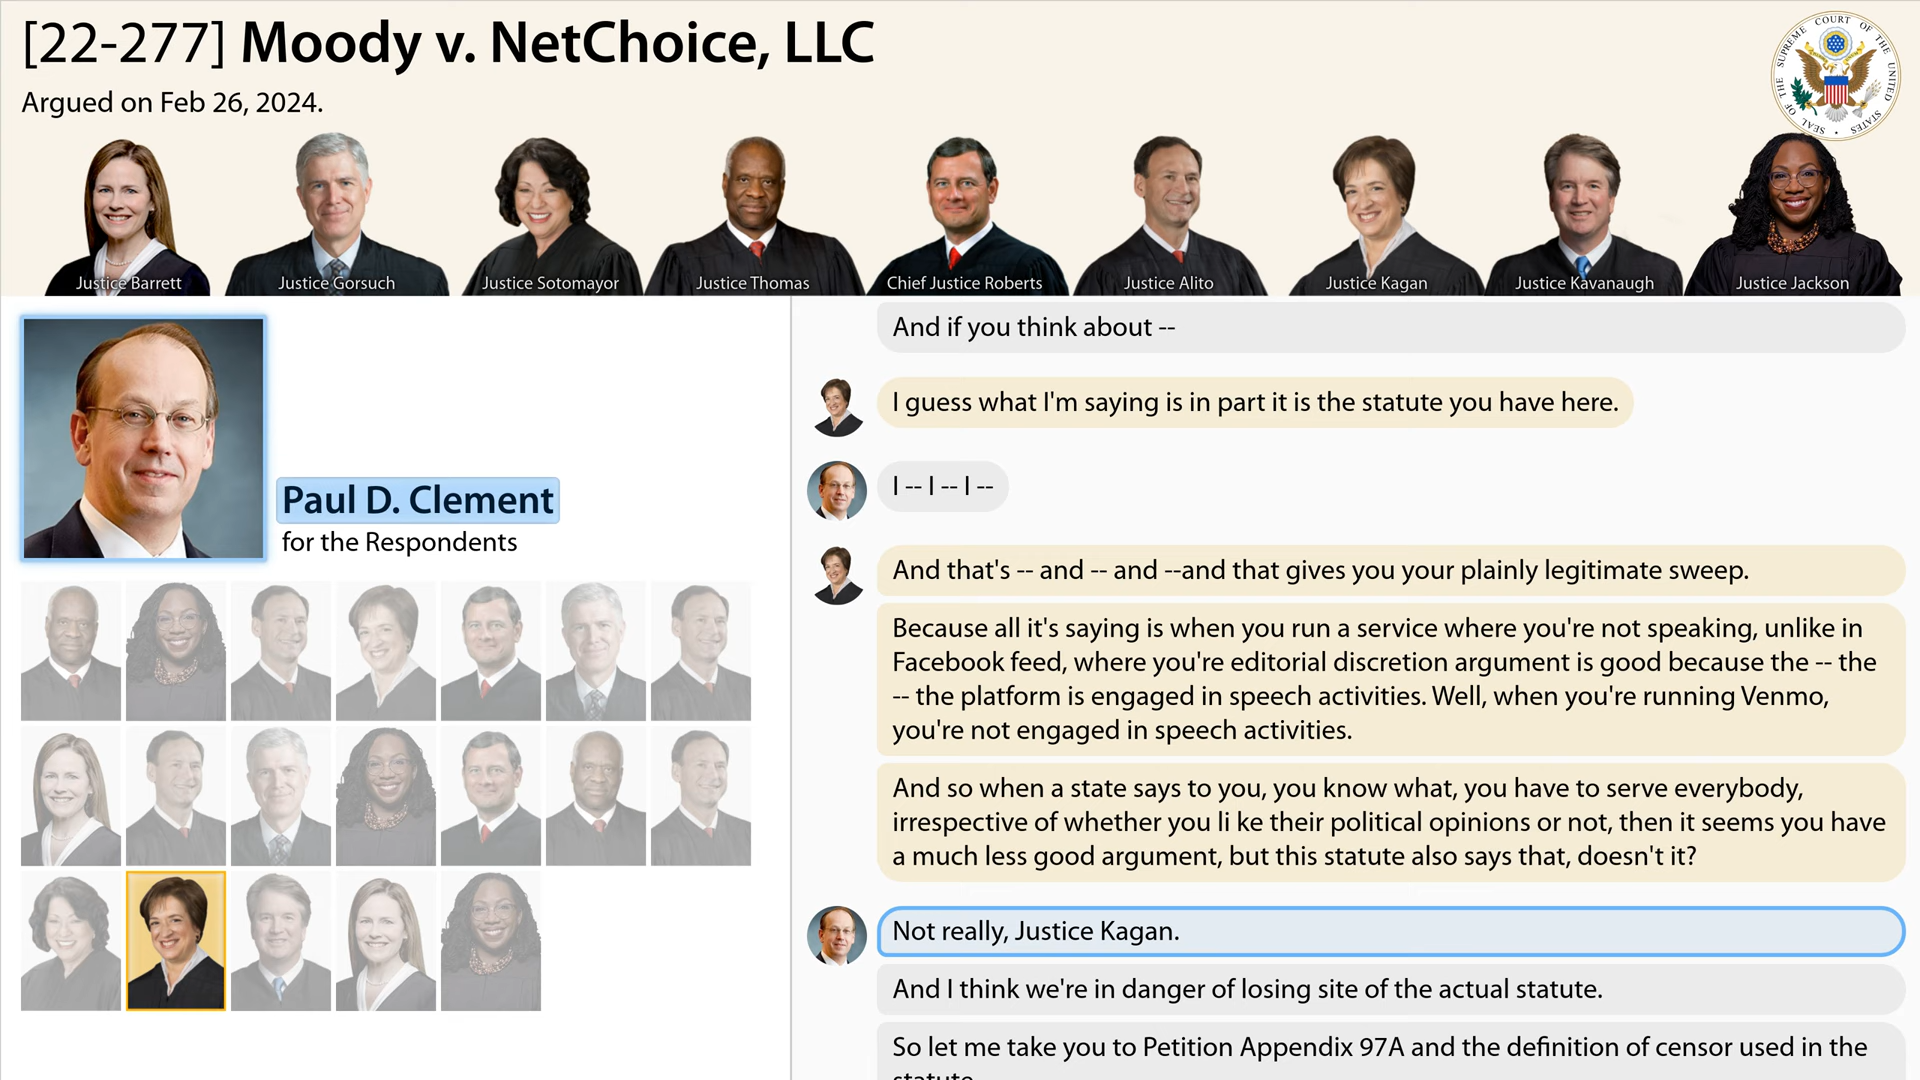 [22-277] Moody v. NetChoice, LLC
Argued on Feb 26, 2024.
SEAL OF THE SUPREME COURT OF THE UNITED STATES
Justice Barrett
Justice Gorsuch
Justice Sotomayor
Justice Thomas
Chief Justice Roberts
Justice Alito
Justice Kagan
Justice Kavanaugh
Justice Jackson
Paul D. Clement
for the Respondents
And if you think about --
I guess what I'm saying is in part it is the statute you have here.
I -- I -- I --
And that's -- and -- and --and that gives you your plainly legitimate sweep.
Because all it's saying is when you run a service where you're not speaking, unlike in
Facebook feed, where you're editorial discretion argument is good because the -- the
-- the platform is engaged in speech activities. Well, when you're running Venmo,
you're not engaged in speech activities.
And so when a state says to you, you know what, you have to serve everybody,
irrespective of whether you li ke their political opinions or not, then it seems you have
a much less good argument, but this statute also says that, doesn't it?
Not really, Justice Kagan.
And I think we're in danger of losing site of the actual statute.
So let me take you to Petition Appendix 97A and the definition of censor used in the
statute